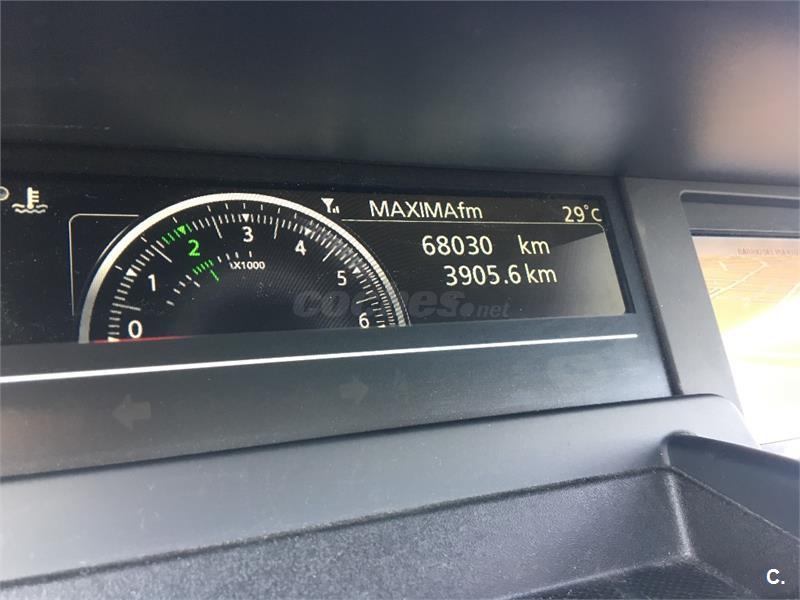 MAXIMAfm 29°C
68030 km
3905.6 km
0 1 2 3 4 5 6
X1000
coches.net
C.